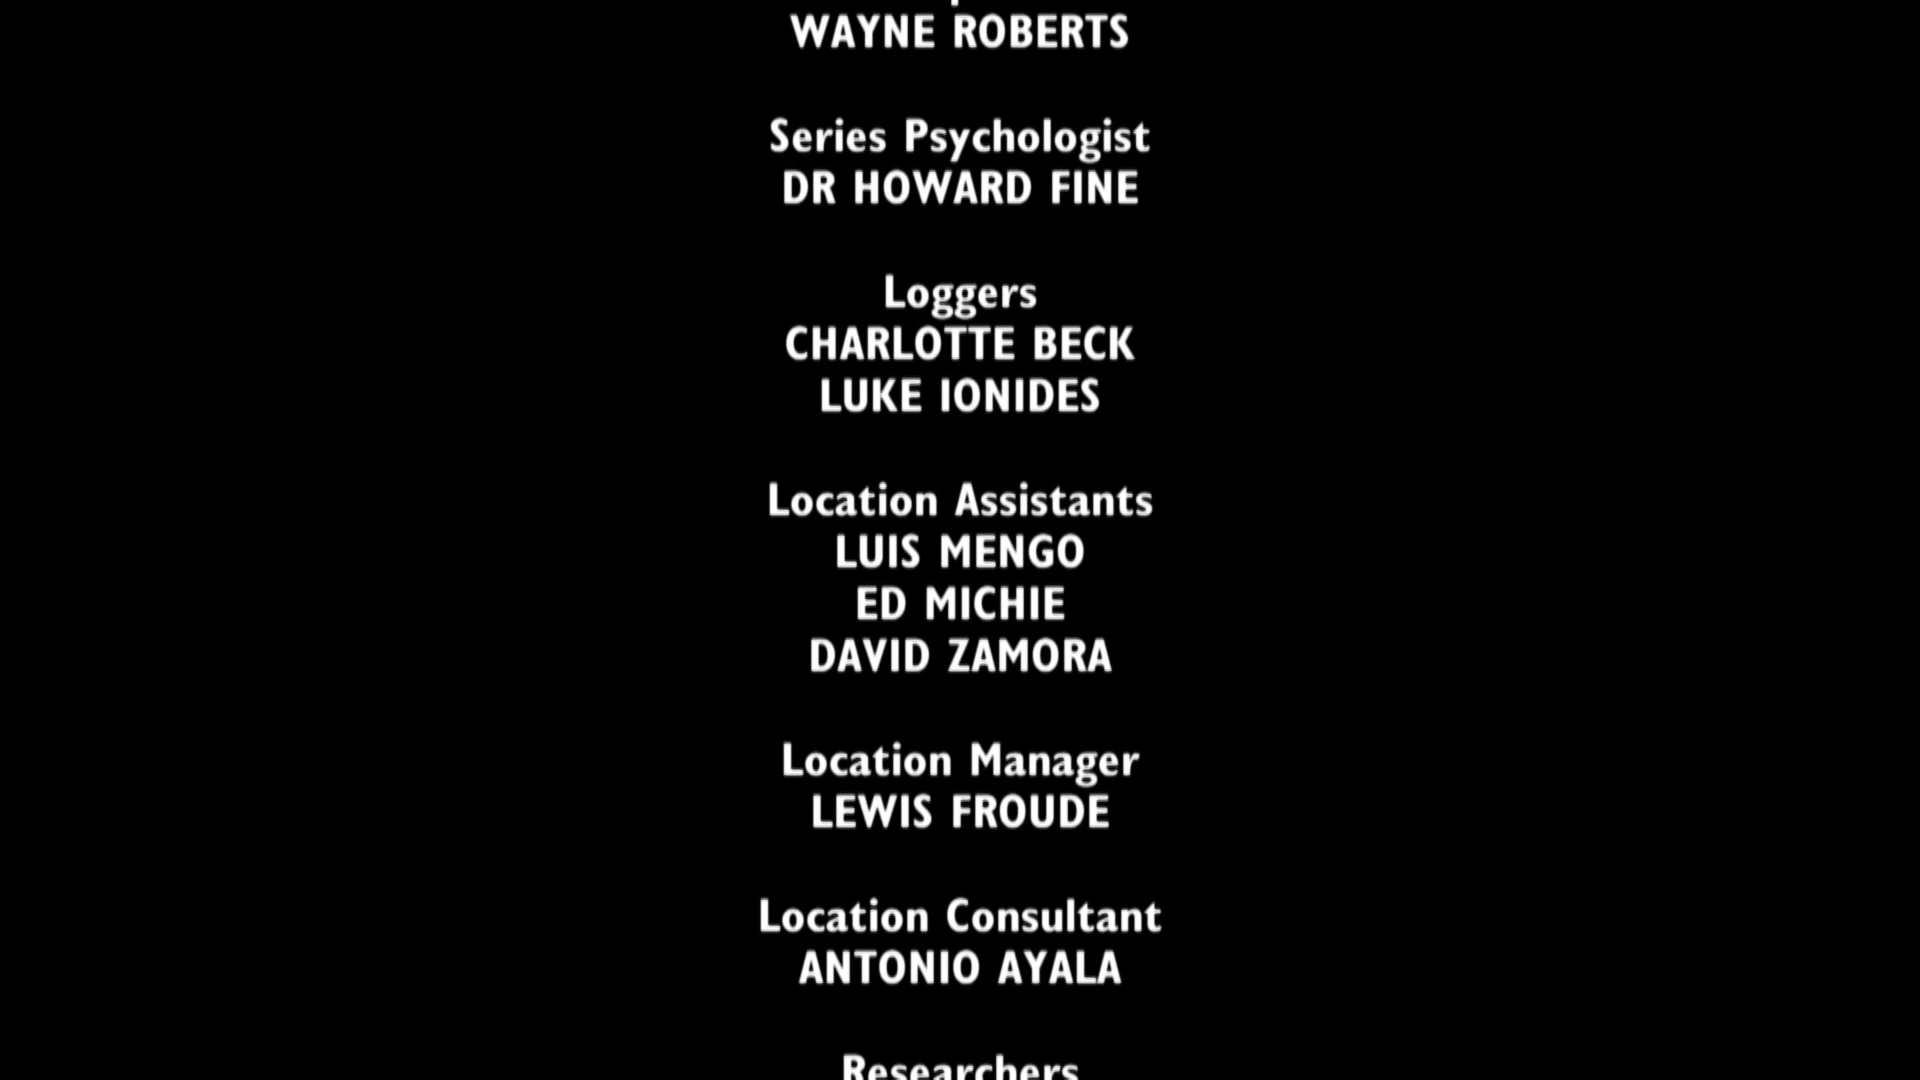 WAYNE ROBERTS
Series Psychologist
DR HOWARD FINE
Loggers
CHARLOTTE BECK
LUKE IONIDES
Location Assistants
LUIS MENGO
ED MICHIE
DAVID ZAMORA
Location Manager
LEWIS FROUDE
Location Consultant
ANTONIO AYALA
Researchers